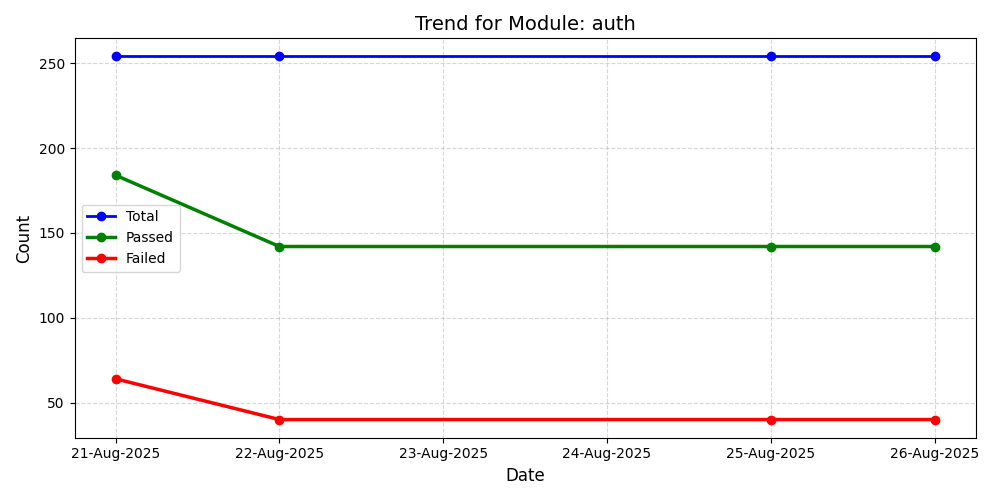 Trend for Module: auth
Count
250
200
150
100
50
Total
Passed
Failed
21-Aug-2025
22-Aug-2025
23-Aug-2025
24-Aug-2025
25-Aug-2025
26-Aug-2025
Date